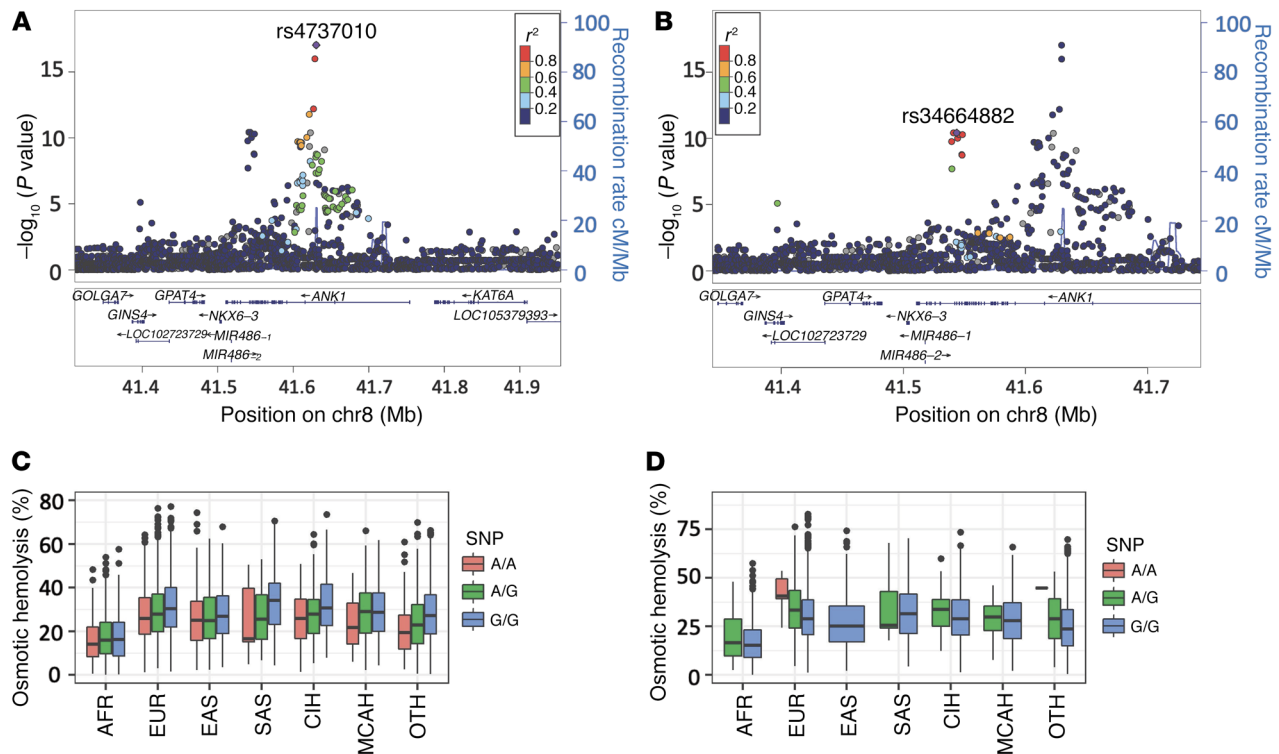 A
rs4737010
r²
0.8
0.6
0.4
0.2
15
10
5
0
–log10 (P value)
100
80
60
40
20
0
Recombination rate cM/Mb
GOLGA7→
GPAT4→
←ANK1
←KAT6A
GINS4→
←NKX6–3
LOC105379393→
←LOC102723729
←MIR486–1
MIR486–2→
41.4 41.5 41.6 41.7 41.8 41.9
Position on chr8 (Mb)
B
r²
0.8
0.6
0.4
0.2
rs34664882
15
10
5
0
–log10 (P value)
100
80
60
40
20
0
Recombination rate cM/Mb
GOLGA7→
GPAT4→
←ANK1
GINS4→
←NKX6–3
←LOC102723729
←MIR486–1
MIR486–2→
41.4 41.5 41.6 41.7
Position on chr8 (Mb)
C
Osmotic hemolysis (%)
80
60
40
20
0
AFR EUR EAS SAS CIH MCAH OTH
SNP
A/A
A/G
G/G
D
Osmotic hemolysis (%)
75
50
25
0
AFR EUR EAS SAS CIH MCAH OTH
SNP
A/A
A/G
G/G